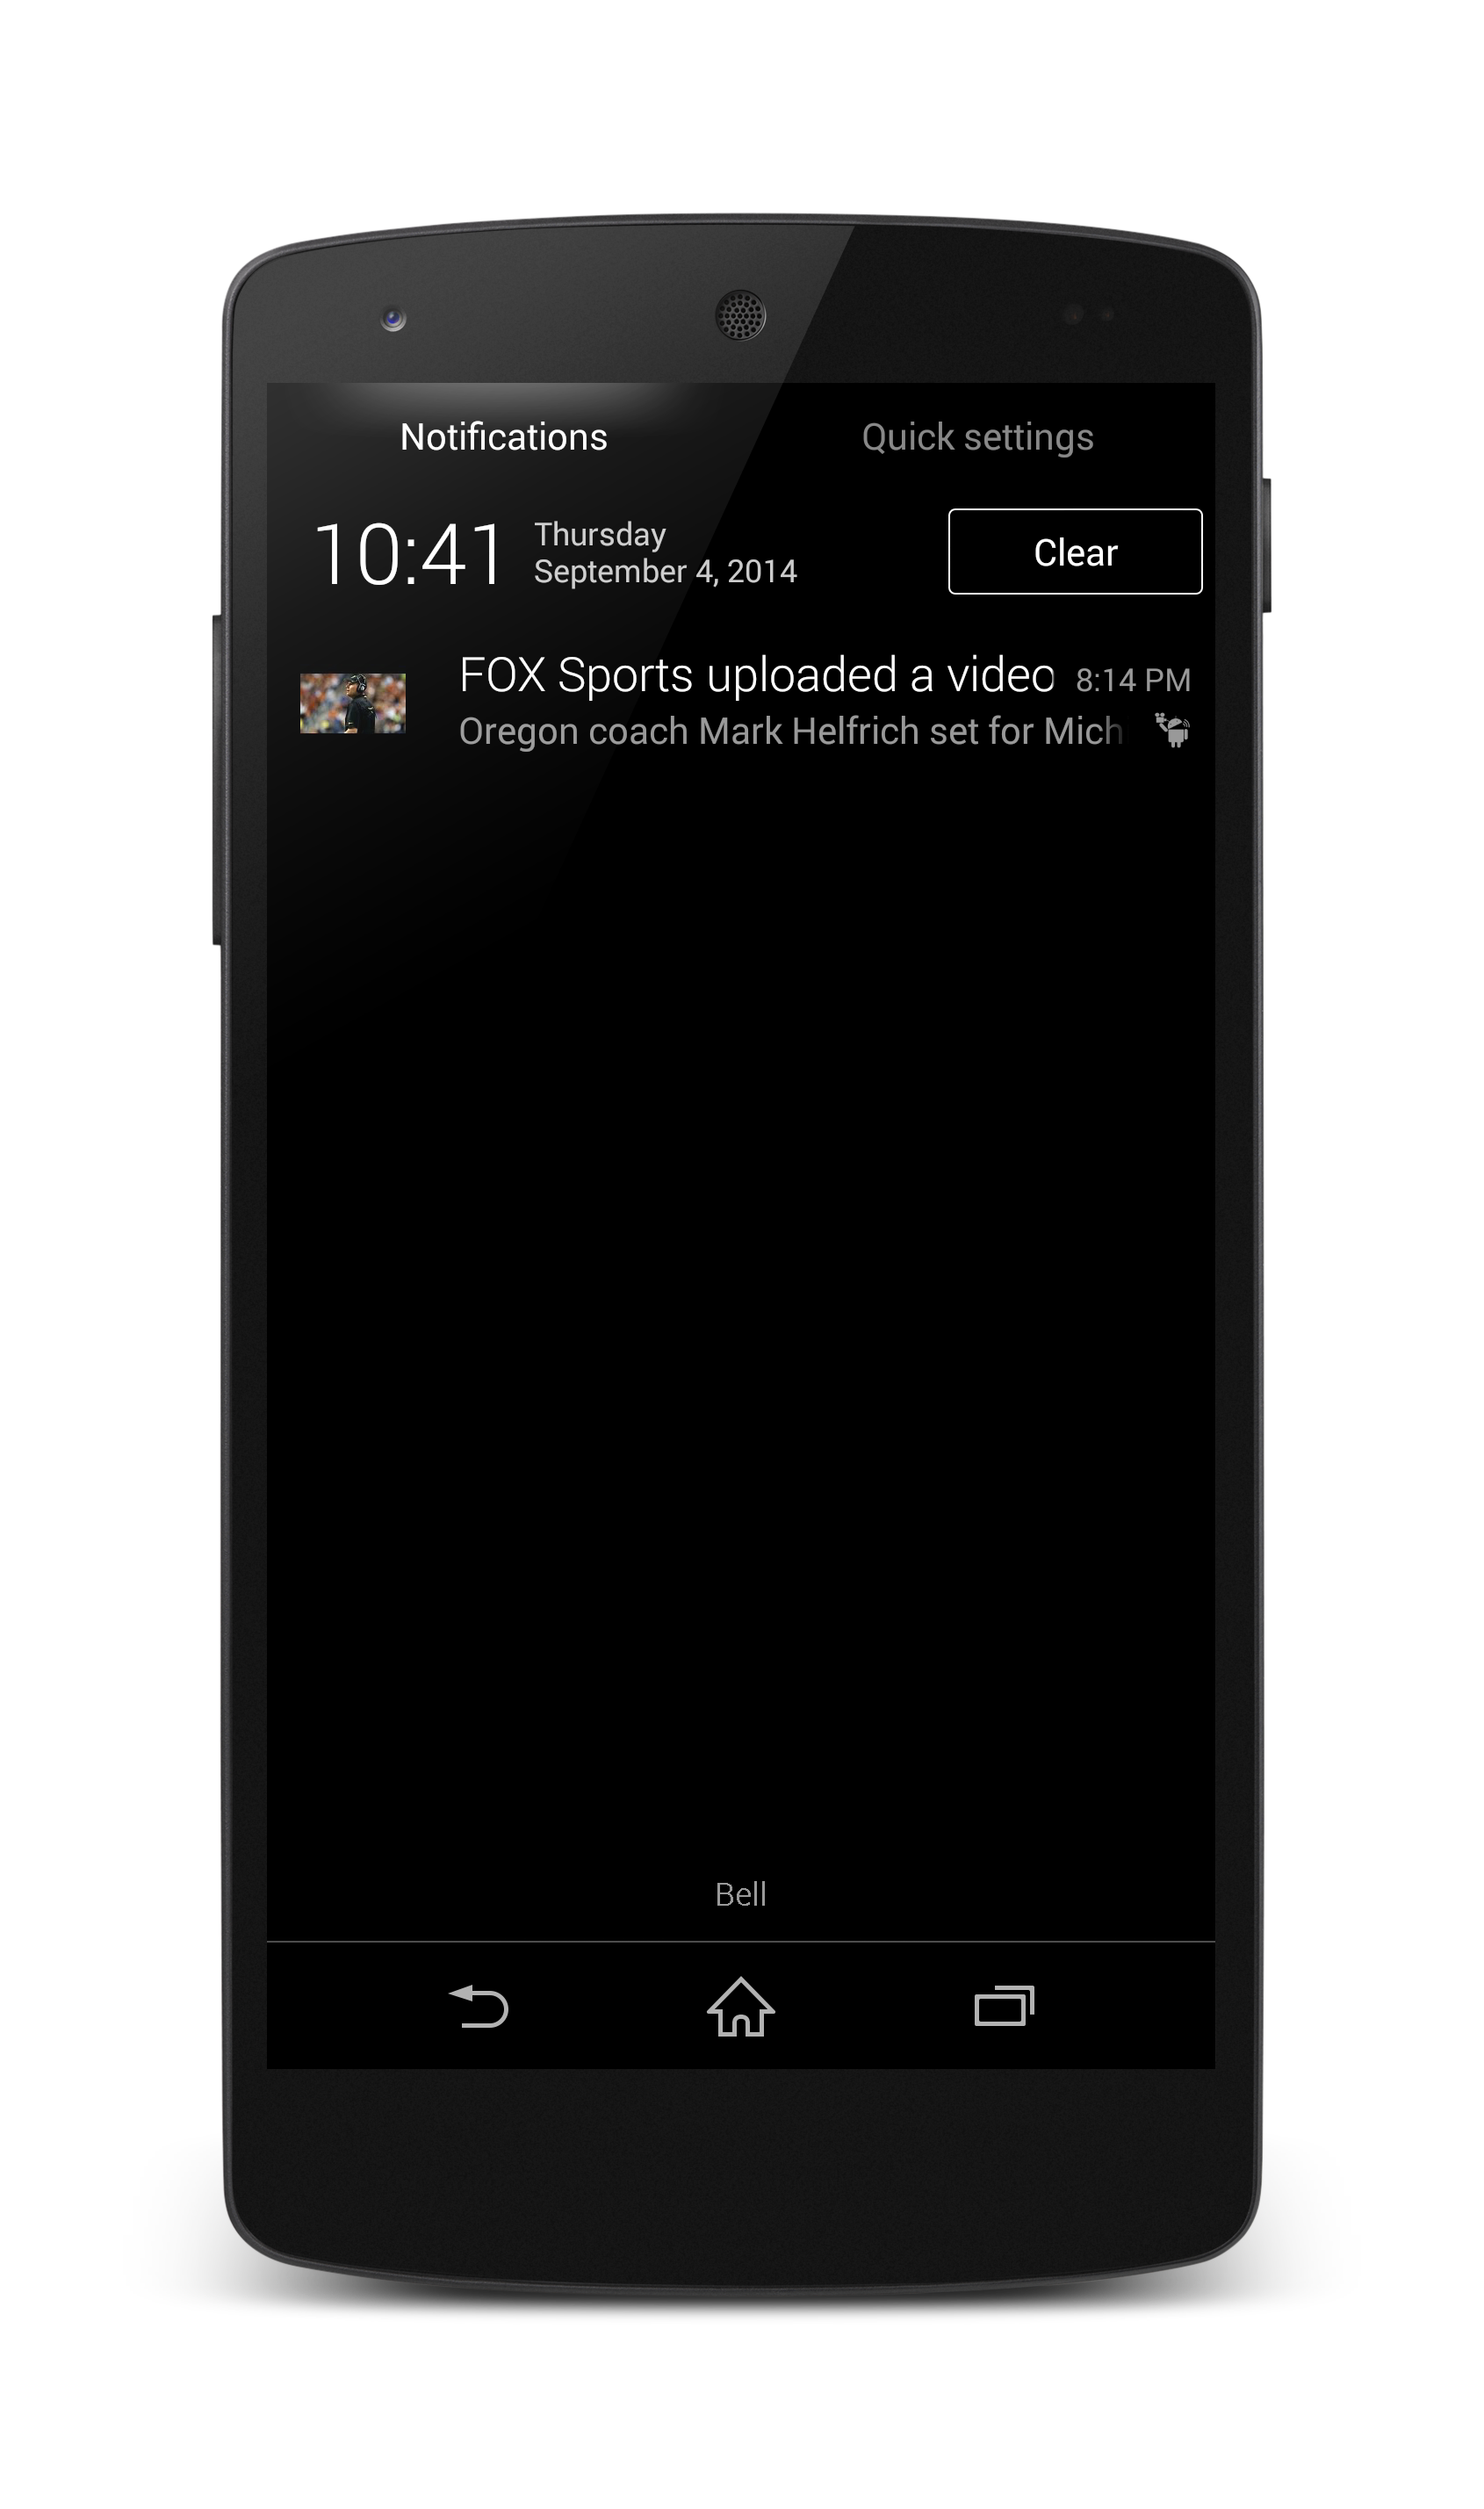 Notifications
Quick settings
10:41
Thursday
September 4, 2014
Clear
FOX Sports uploaded a video
8:14 PM
Oregon coach Mark Helfrich set for Mich
Bell